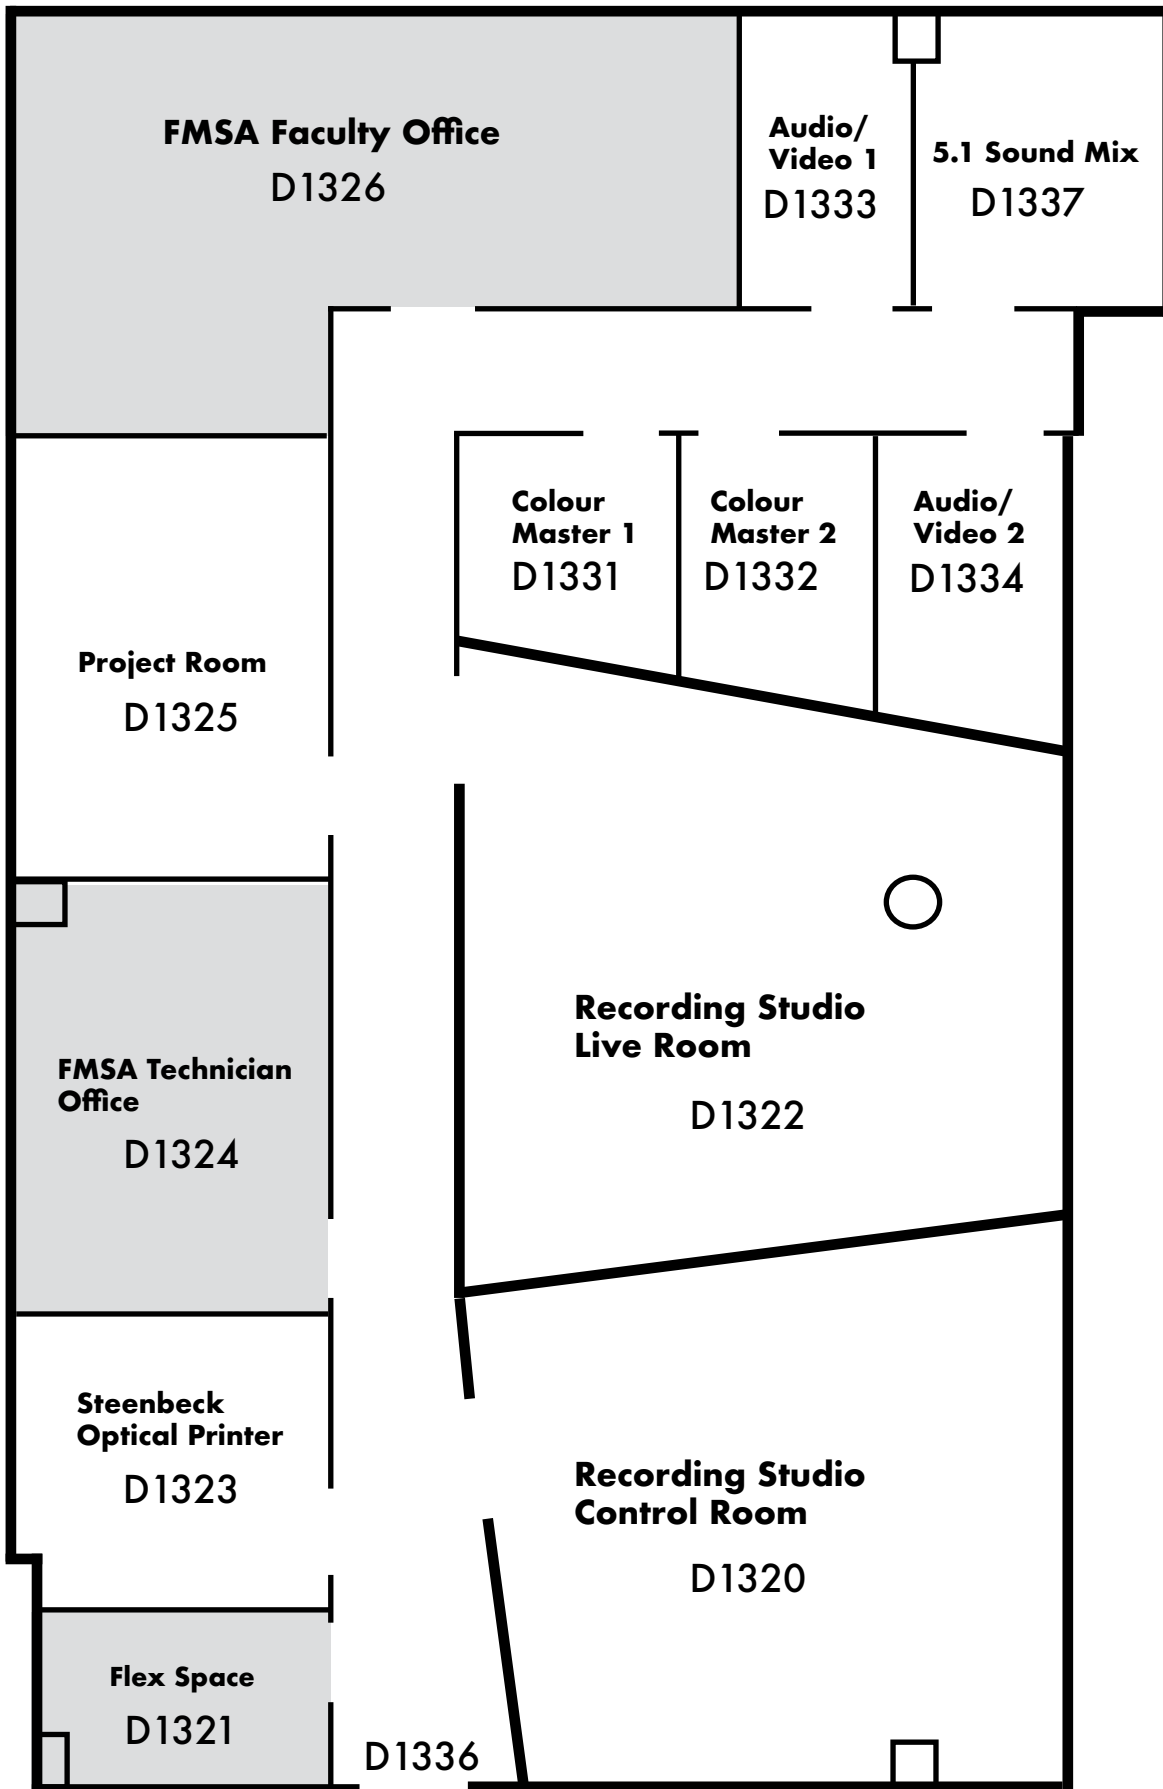 FMSA Faculty Office
D1326
Audio/
Video 1
D1333
5.1 Sound Mix
D1337
Colour
Master 1
D1331
Colour
Master 2
D1332
Audio/
Video 2
D1334
Project Room
D1325
Recording Studio
Live Room
D1322
FMSA Technician
Office
D1324
Steenbeck
Optical Printer
D1323
Recording Studio
Control Room
D1320
Flex Space
D1321
D1336